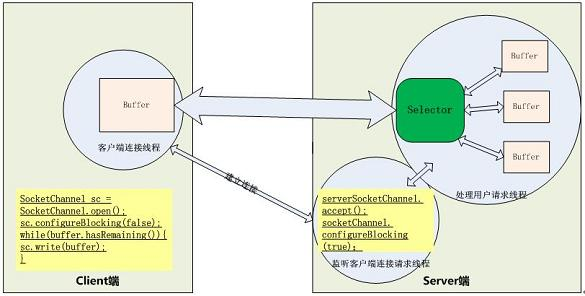 Buffer
客户端连接线程
SocketChannel sc =
SocketChannel.open();
sc.configureBlocking(false);
while(buffer.hasRemaining()){
sc.write(buffer);
}
Client端
建立连接
Selector
Buffer
Buffer
Buffer
处理用户请求线程
serverSocketChannel.
accept();
socketChannel.
configureBlocking
(true);
监听客户端连接请求线程
Server端